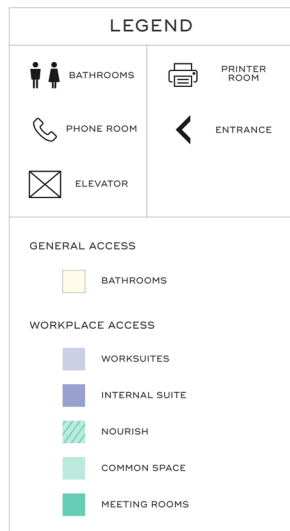 LEGEND
BATHROOMS
PRINTER
ROOM
PHONE ROOM
ENTRANCE
ELEVATOR
GENERAL ACCESS
BATHROOMS
WORKPLACE ACCESS
WORKSUITES
INTERNAL SUITE
NOURISH
COMMON SPACE
MEETING ROOMS